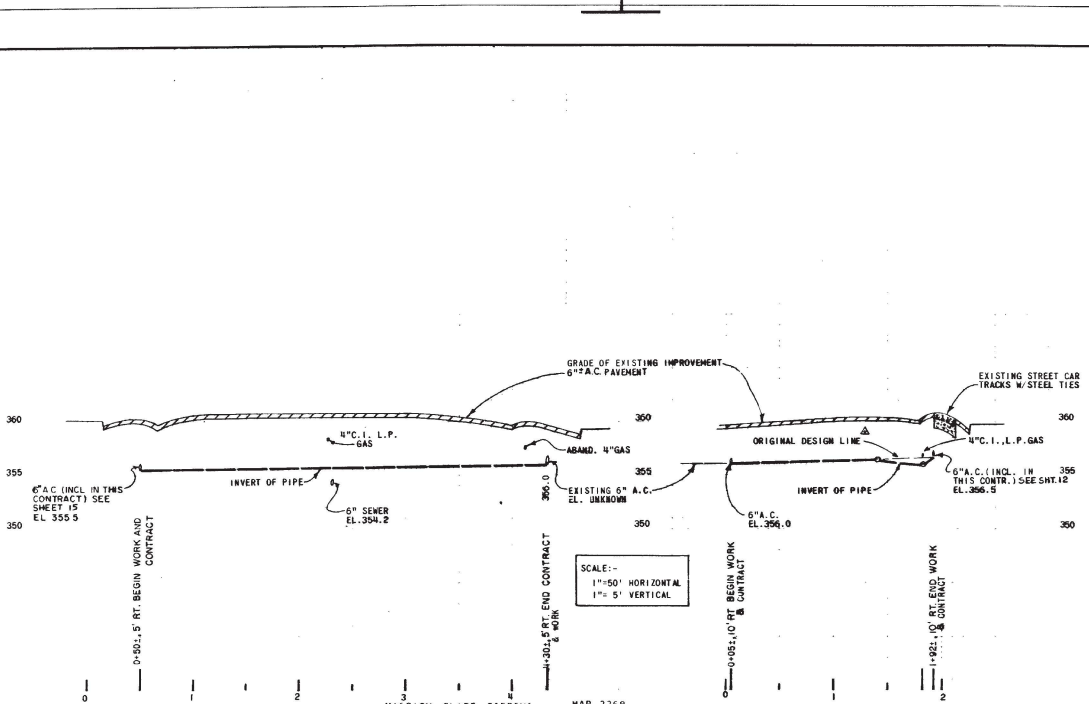 GRADE OF EXISTING IMPROVEMENT
6"± A.C. PAVEMENT
EXISTING STREET CAR
TRACKS W/STEEL TIES
360
360
360
4"C.I. L.P.
GAS
ABAND. 4"GAS
ORIGINAL DESIGN LINE
4"C.I.,L.P.GAS
355
355
355
6"A.C (INCL IN THIS
CONTRACT) SEE
SHEET 15
EL 355 5
INVERT OF PIPE
6" SEWER
EL.354.2
356.0
EXISTING 6" A.C.
EL. UNKNOWN
INVERT OF PIPE
6"A.C.
EL.356.0
6"A.C.(INCL. IN
THIS CONTR.) SEE SHT.12
EL.356.5
350
350
350
0+50±,5' RT. BEGIN WORK AND
CONTRACT
4+30±,5'RT. END CONTRACT
& WORK
SCALE:-
1"=50' HORIZONTAL
1"= 5' VERTICAL
0+05±,10' RT BEGIN WORK
& CONTRACT
1+92±,10' RT. END WORK
& CONTRACT
0 1 2 3 4
0 1 2
MAP 2268